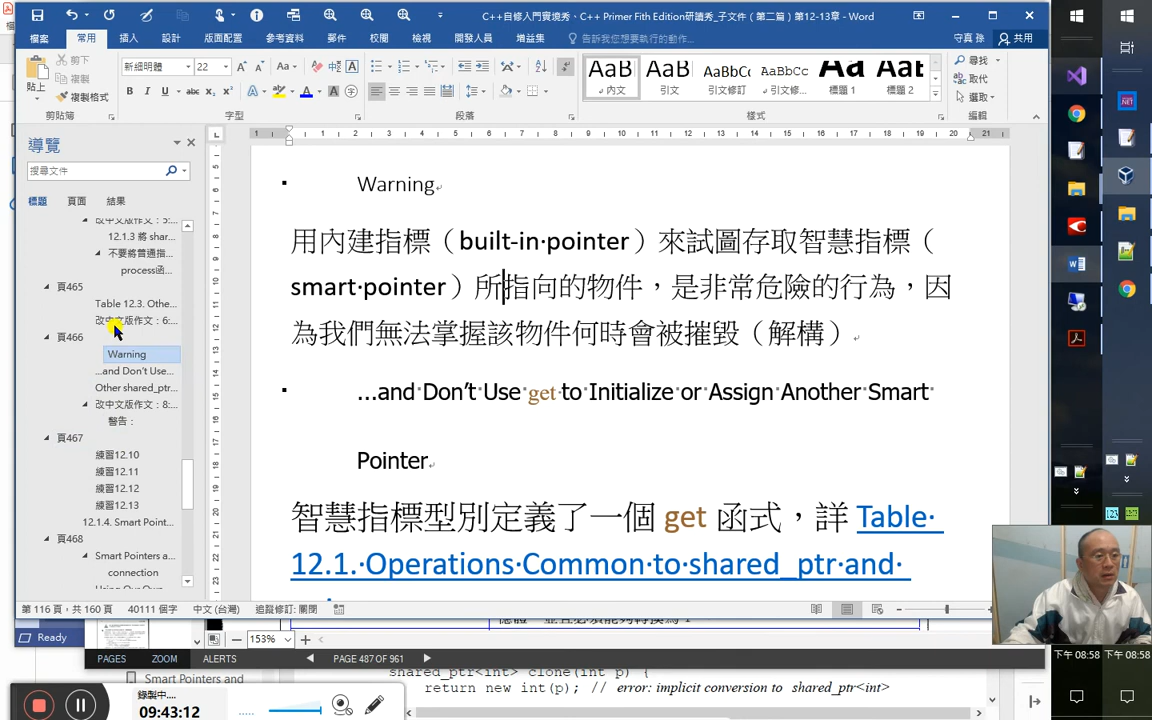 C++自修入門實境秀、C++ Primer Fith Edition研讀秀_子文件（第二篇）第12-13章 - Word
檔案 常用 插入 設計 版面配置 參考資料 郵件 校閱 檢視 開發人員 增益集 告訴我您想要執行的動作... 守真 孫 共用
剪下
複製
複製格式
貼上
新細明體 22
AaB AaB AaBbCc AaBbCc Aa Aat
內文 引文 引文修訂 引文修... 標題 1 標題 2
尋找
取代
選取
剪貼簿 字型 段落 樣式 編輯
導覽
搜尋文件
標題 頁面 結果
改中文版作文：5:...
12.1.3 將 shar...
不要將普通指...
process函...
頁465
Table 12.3. Othe...
改中文版作文：6:...
頁466
Warning
...and Don't Use...
Other shared_ptr...
改中文版作文：8:...
警告：
頁467
練習12.10
練習12.11
練習12.12
練習12.13
12.1.4. Smart Point...
頁468
Smart Pointers a...
connection
Warning
用內建指標（built-in pointer）來試圖存取智慧指標（
smart pointer）所指向的物件，是非常危險的行為，因
為我們無法掌握該物件何時會被摧毀（解構）。
...and Don't Use get to Initialize or Assign Another Smart
Pointer
智慧指標型別定義了一個 get 函式，詳 Table
12.1. Operations Common to shared_ptr and
第 116 頁，共 160 頁 40111 個字 中文 (台灣) 追蹤修訂: 關閉
Ready
153%
PAGES ZOOM ALERTS PAGE 487 OF 961
Smart Pointers and
shared_ptr<int> clone(int p) {
return new int(p); // error: implicit conversion to shared_ptr<int>
錄製中....
09:43:12
下午 08:58 下午 08:58